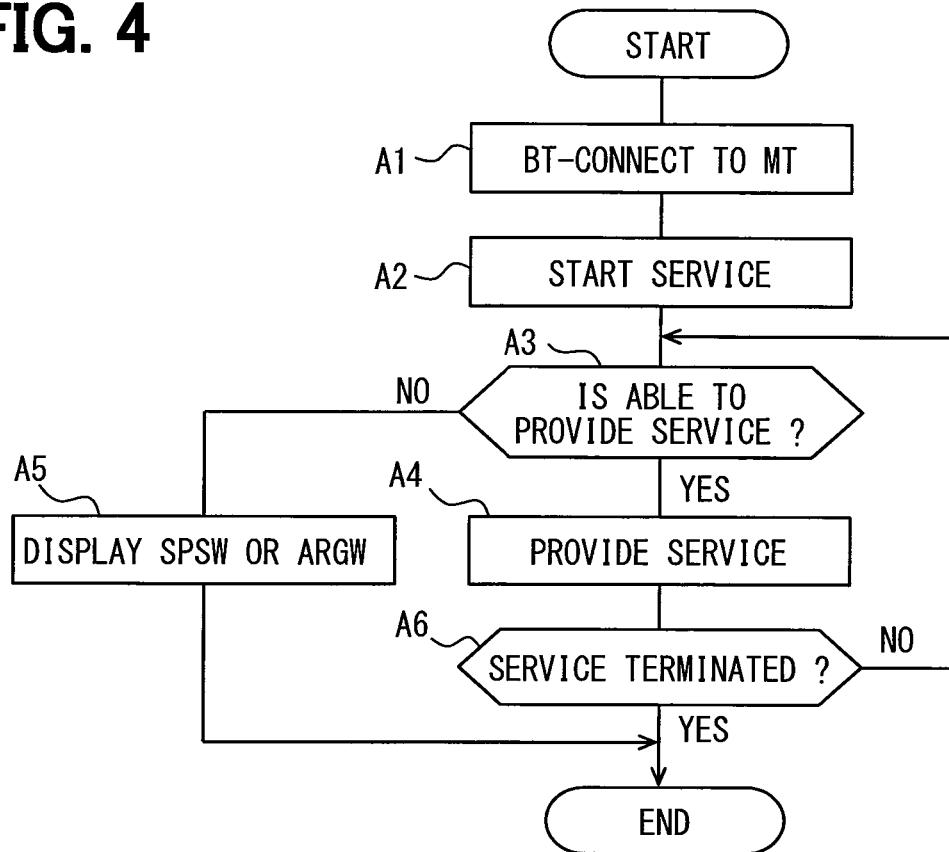 FIG. 4
START
A1
BT-CONNECT TO MT
A2
START SERVICE
A3
IS ABLE TO
PROVIDE SERVICE ?
NO
YES
A5
DISPLAY SPSW OR ARGW
A4
PROVIDE SERVICE
A6
SERVICE TERMINATED ?
NO
YES
END